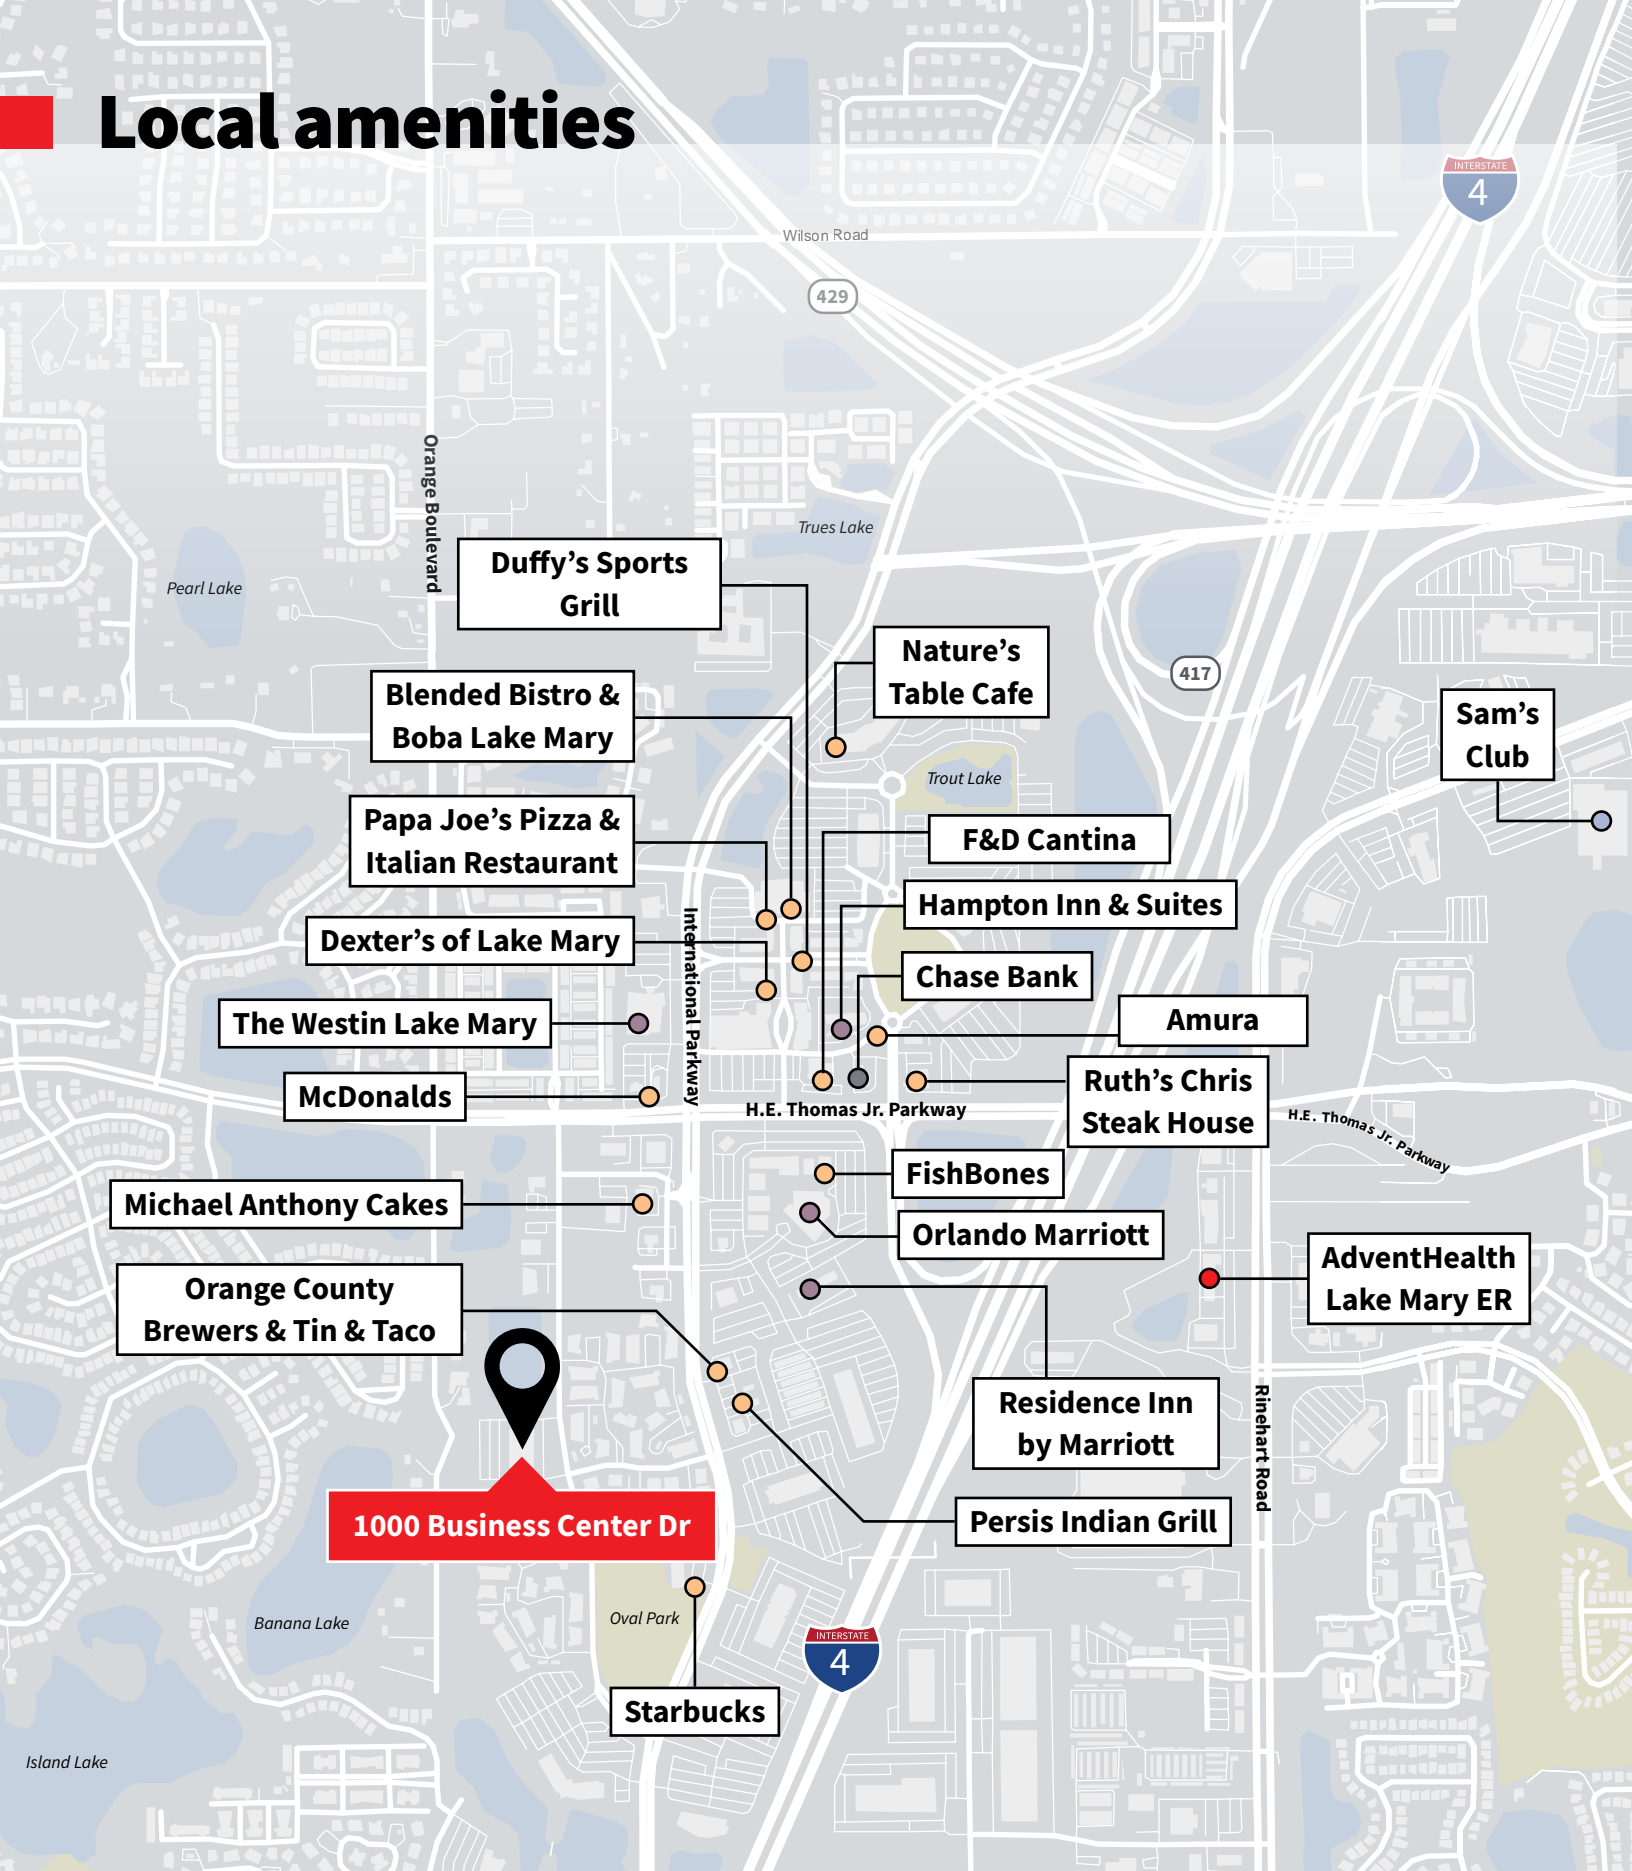 Local amenities
INTERSTATE
4
Wilson Road
429
Orange Boulevard
Trues Lake
Pearl Lake
Duffy’s Sports
Grill
Nature’s
Table Cafe
417
Blended Bistro &
Boba Lake Mary
Sam’s
Club
Trout Lake
Papa Joe’s Pizza &
Italian Restaurant
F&D Cantina
Hampton Inn & Suites
Dexter’s of Lake Mary
International Parkway
Chase Bank
The Westin Lake Mary
Amura
McDonalds
Ruth’s Chris
Steak House
H.E. Thomas Jr. Parkway
H.E. Thomas Jr. Parkway
FishBones
Michael Anthony Cakes
Orlando Marriott
AdventHealth
Lake Mary ER
Orange County
Brewers & Tin & Taco
Residence Inn
by Marriott
Rinehart Road
Persis Indian Grill
1000 Business Center Dr
Banana Lake
Oval Park
INTERSTATE
4
Starbucks
Island Lake